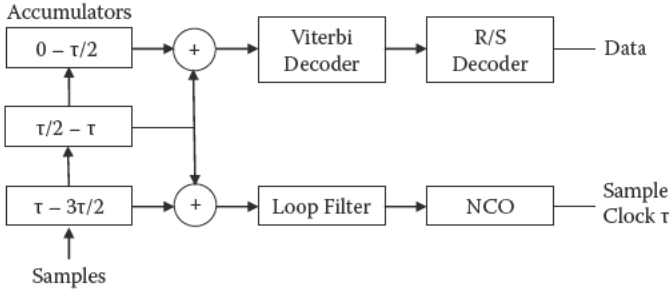 Accumulators
0 – τ/2
+
Viterbi
Decoder
R/S
Decoder
Data
τ/2 – τ
τ – 3τ/2
+
Loop Filter
NCO
Sample
Clock τ
Samples